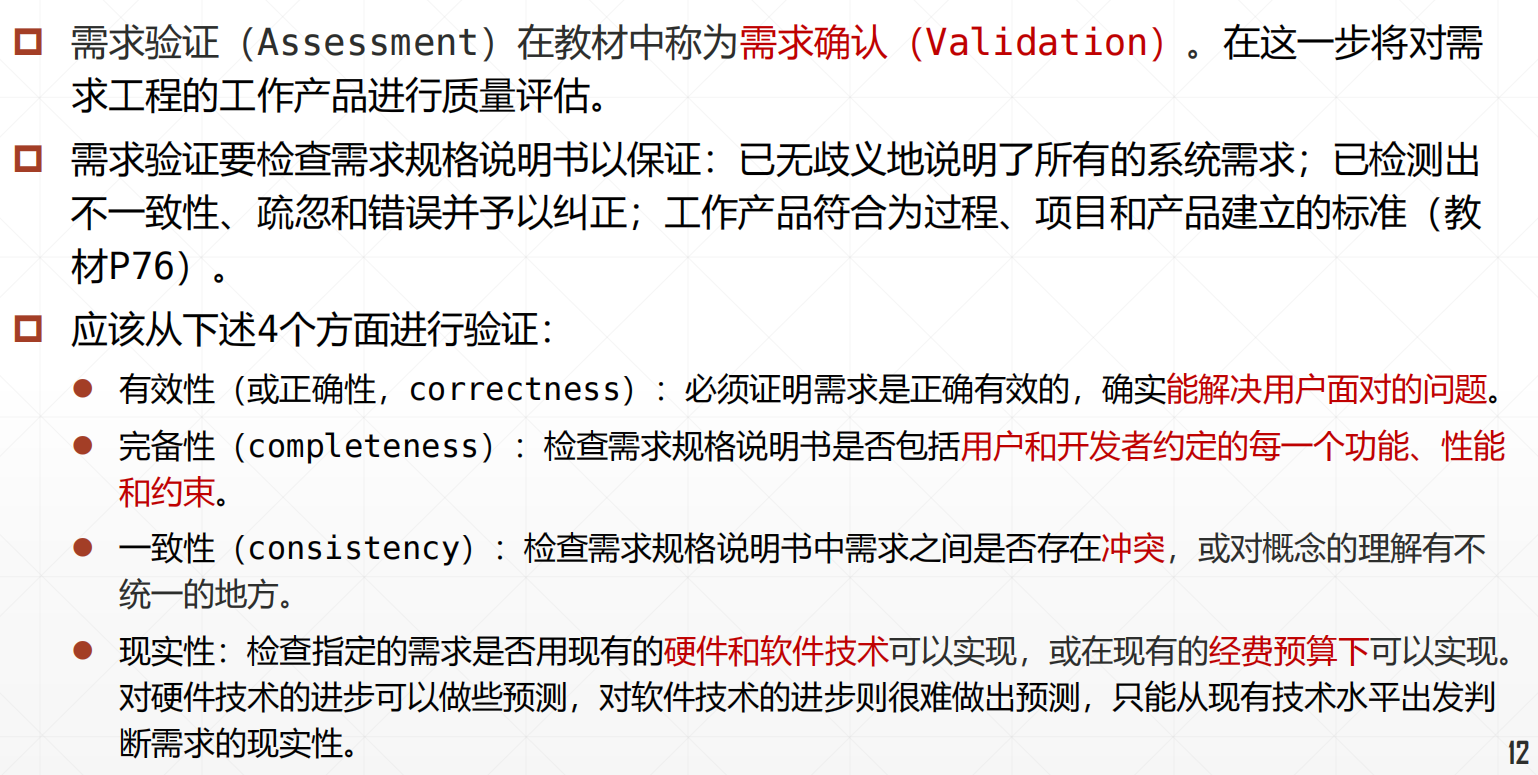 需求验证（Assessment）在教材中称为需求确认（Validation）。在这一步将对需
求工程的工作产品进行质量评估。
需求验证要检查需求规格说明书以保证：已无歧义地说明了所有的系统需求；已检测出
不一致性、疏忽和错误并予以纠正；工作产品符合为过程、项目和产品建立的标准（教
材P76）。
应该从下述4个方面进行验证：
有效性（或正确性，correctness）：必须证明需求是正确有效的，确实能解决用户面对的问题。
完备性（completeness）：检查需求规格说明书是否包括用户和开发者约定的每一个功能、性能
和约束。
一致性（consistency）：检查需求规格说明书中需求之间是否存在冲突，或对概念的理解有不
统一的地方。
现实性：检查指定的需求是否用现有的硬件和软件技术可以实现，或在现有的经费预算下可以实现。
对硬件技术的进步可以做些预测，对软件技术的进步则很难做出预测，只能从现有技术水平出发判
断需求的现实性。
12